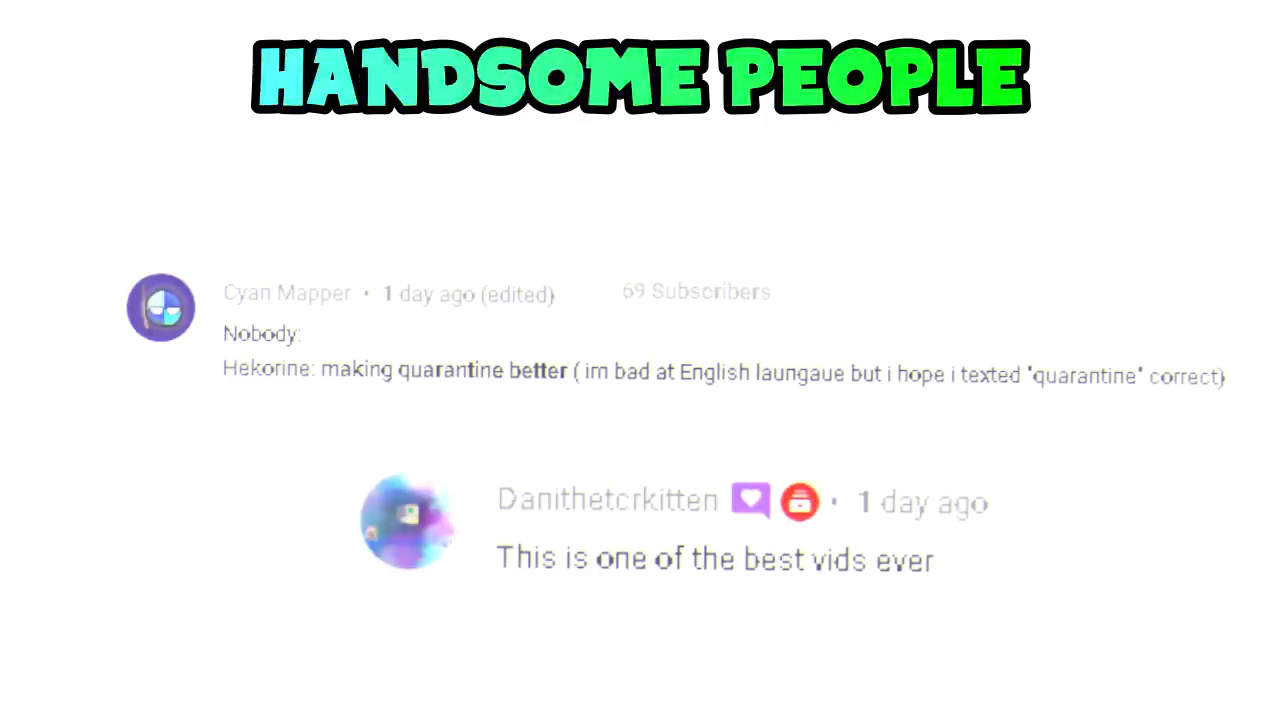 HANDSOME PEOPLE
Cyan Mapper • 1 day ago (edited) 69 Subscribers
Nobody:
Hekorine: making quarantine better ( im bad at English laungaue but i hope i texted "quarantine" correct)
Danithetcrkitten • 1 day ago
This is one of the best vids ever